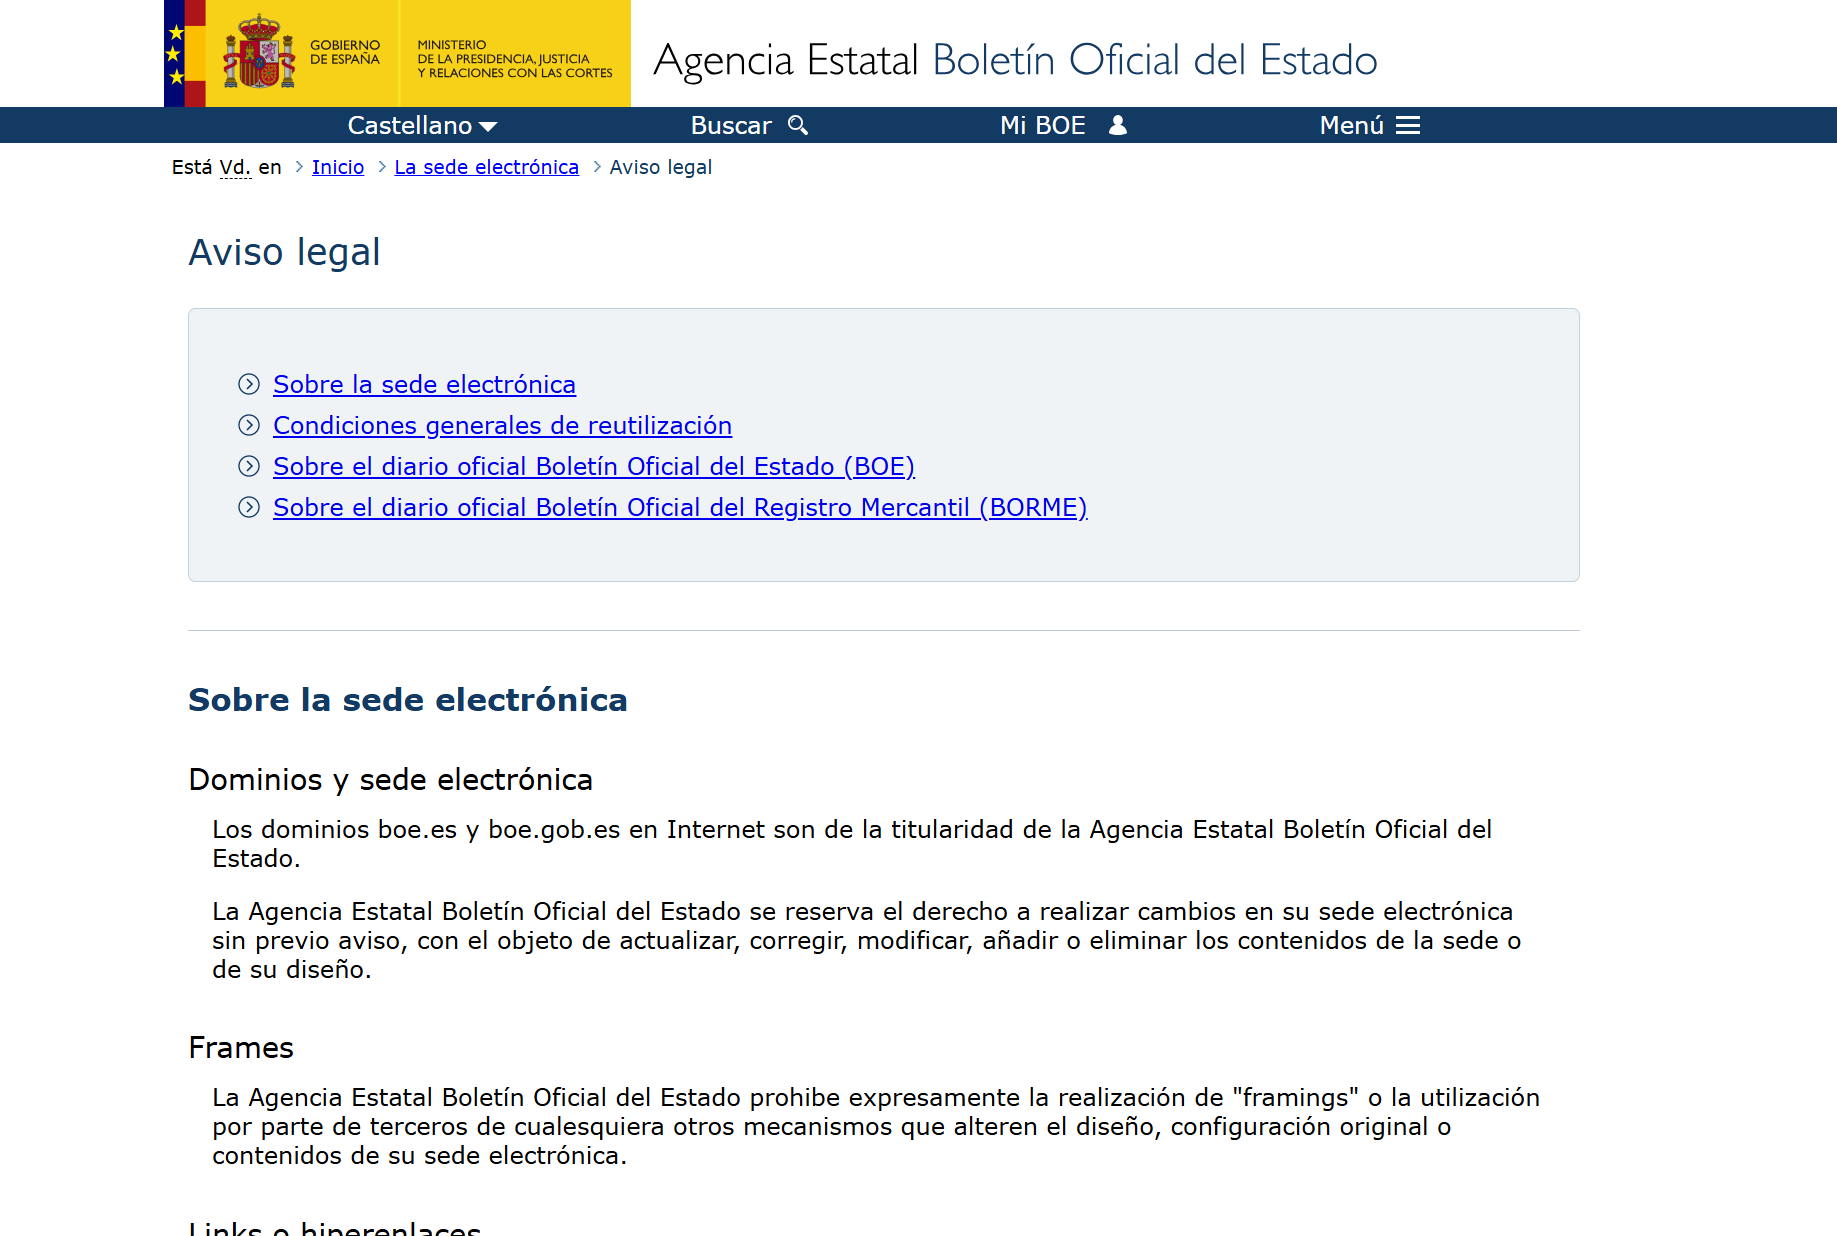 GOBIERNO
DE ESPAÑA
MINISTERIO
DE LA PRESIDENCIA, JUSTICIA
Y RELACIONES CON LAS CORTES
Agencia Estatal Boletín Oficial del Estado
Castellano
Buscar
Mi BOE
Menú
Está Vd. en > Inicio > La sede electrónica > Aviso legal
Aviso legal
Sobre la sede electrónica
Condiciones generales de reutilización
Sobre el diario oficial Boletín Oficial del Estado (BOE)
Sobre el diario oficial Boletín Oficial del Registro Mercantil (BORME)
Sobre la sede electrónica
Dominios y sede electrónica
Los dominios boe.es y boe.gob.es en Internet son de la titularidad de la Agencia Estatal Boletín Oficial del
Estado.
La Agencia Estatal Boletín Oficial del Estado se reserva el derecho a realizar cambios en su sede electrónica
sin previo aviso, con el objeto de actualizar, corregir, modificar, añadir o eliminar los contenidos de la sede o
de su diseño.
Frames
La Agencia Estatal Boletín Oficial del Estado prohibe expresamente la realización de "framings" o la utilización
por parte de terceros de cualesquiera otros mecanismos que alteren el diseño, configuración original o
contenidos de su sede electrónica.
Links o hiperenlaces